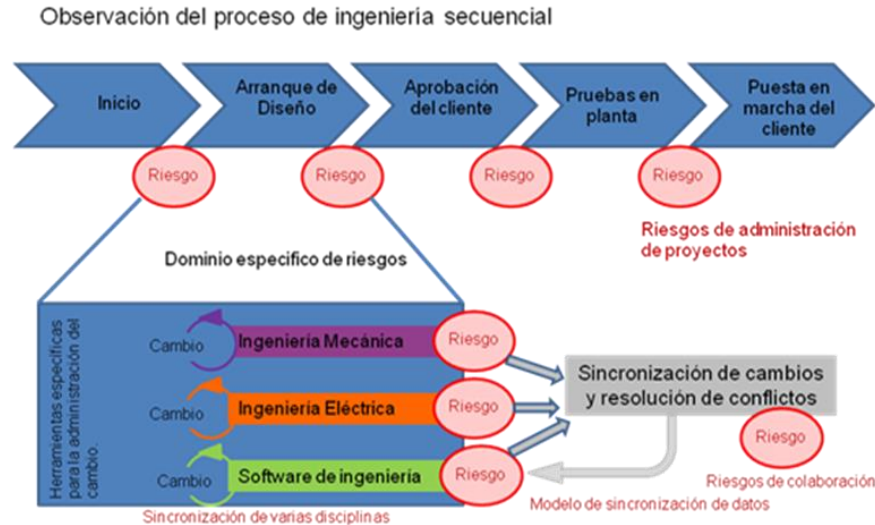 Observación del proceso de ingeniería secuencial
Inicio
Arranque de
Diseño
Aprobación
del cliente
Pruebas en
planta
Puesta en
marcha del
cliente
Riesgo
Riesgo
Riesgo
Riesgo
Riesgos de administración
de proyectos
Dominio especifico de riesgos
Herramientas específicas
para la administración del
cambio.
Cambio
Ingeniería Mecánica
Riesgo
Cambio
Ingeniería Eléctrica
Riesgo
Cambio
Software de ingeniería
Riesgo
Sincronización de cambios
y resolución de conflictos
Riesgo
Riesgos de colaboración
Modelo de sincronización de datos
Sincronización de varias disciplinas